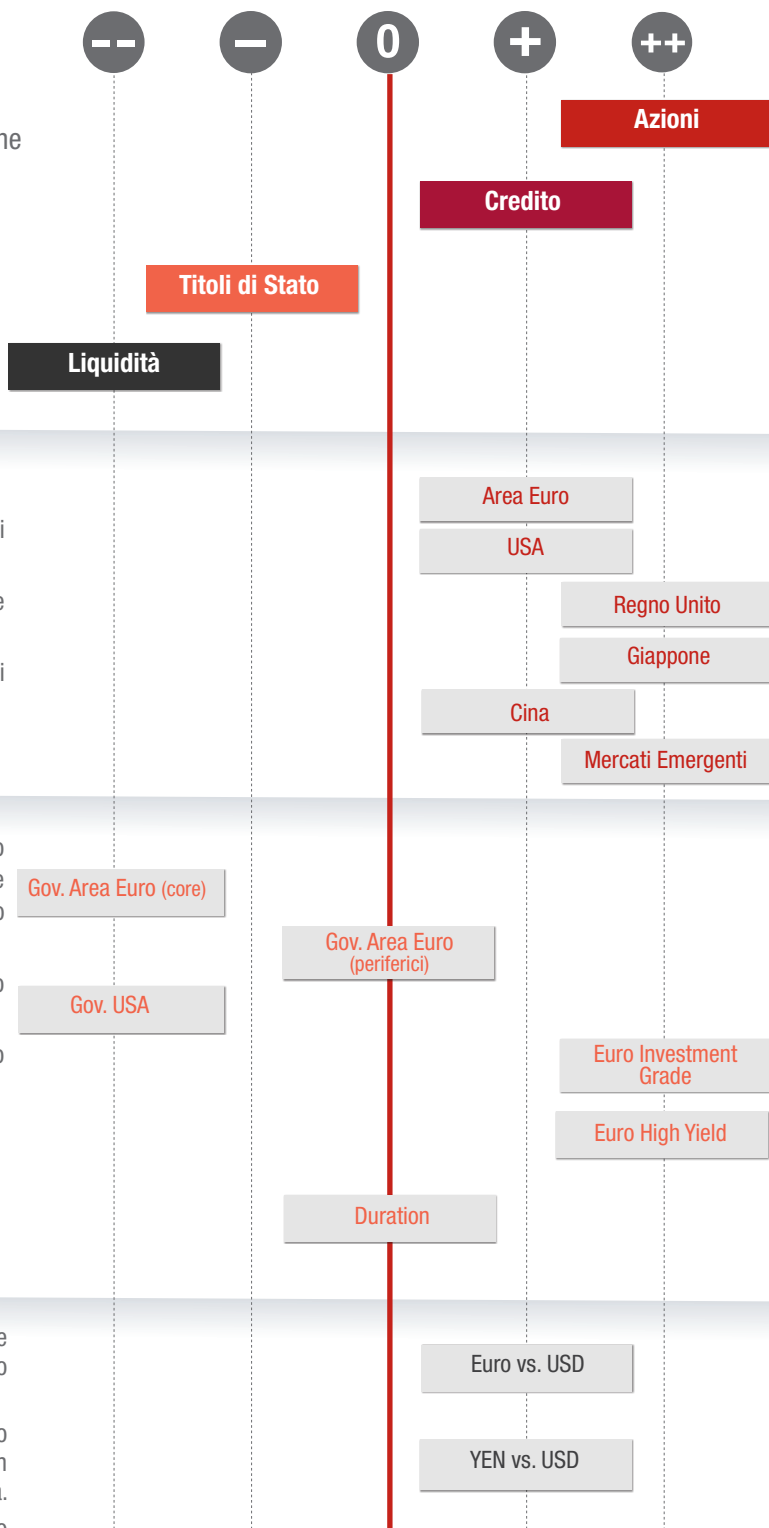 -- - 0 + ++
Azioni
ne
Credito
Titoli di Stato
Liquidità
Area Euro
i
USA
e
Regno Unito
i
Giappone
Cina
Mercati Emergenti
o
e
Gov. Area Euro (core)
o
Gov. Area Euro
(periferici)
o
Gov. USA
o
Euro Investment
Grade
Euro High Yield
Duration
e
Euro vs. USD
o
o
YEN vs. USD
n
a.